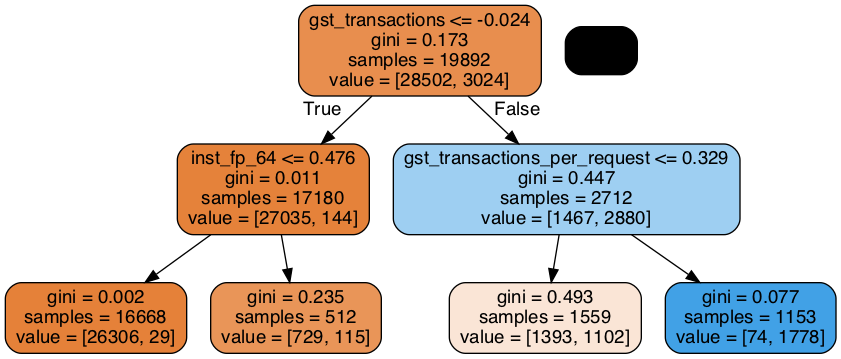 gst_transactions <= -0.024
gini = 0.173
samples = 19892
value = [28502, 3024]
True
False
inst_fp_64 <= 0.476
gini = 0.011
samples = 17180
value = [27035, 144]
gst_transactions_per_request <= 0.329
gini = 0.447
samples = 2712
value = [1467, 2880]
gini = 0.002
samples = 16668
value = [26306, 29]
gini = 0.235
samples = 512
value = [729, 115]
gini = 0.493
samples = 1559
value = [1393, 1102]
gini = 0.077
samples = 1153
value = [74, 1778]